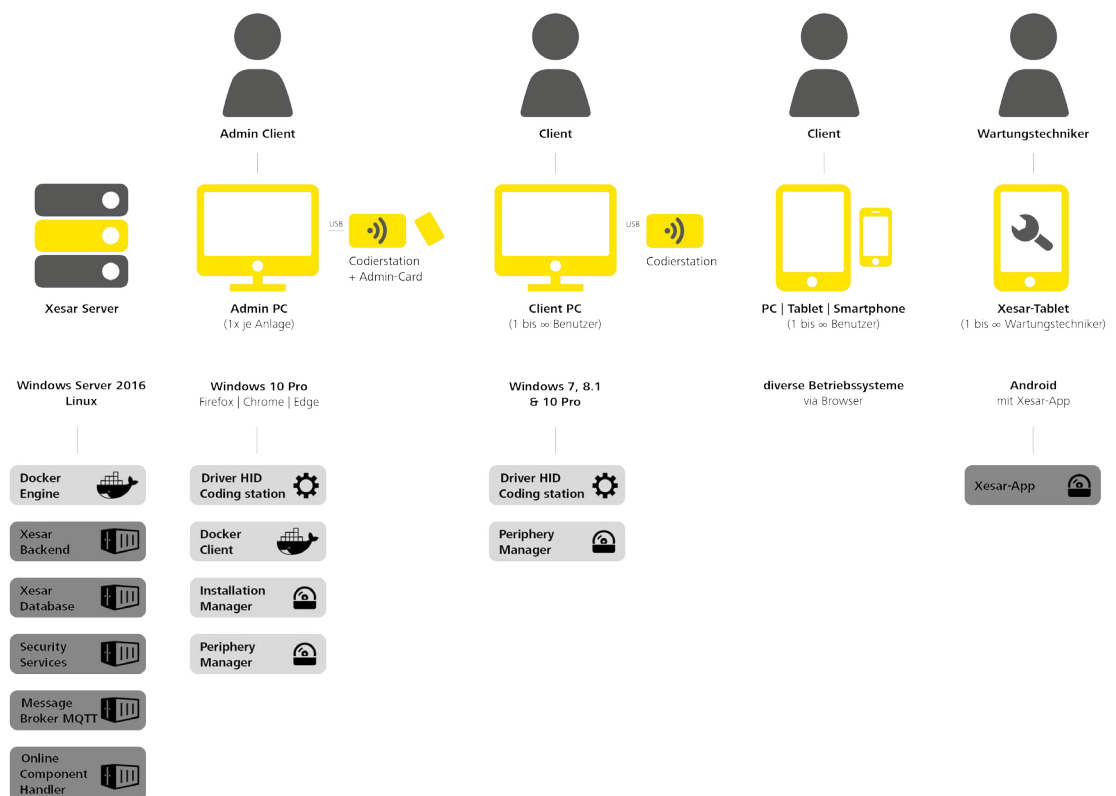 Admin Client
Client
Client
Wartungstechniker
USB
Codierstation
+ Admin-Card
USB
Codierstation
Xesar Server
Admin PC
(1x je Anlage)
Client PC
(1 bis ∞ Benutzer)
PC | Tablet | Smartphone
(1 bis ∞ Benutzer)
Xesar-Tablet
(1 bis ∞ Wartungstechniker)
Windows Server 2016
Linux
Windows 10 Pro
Firefox | Chrome | Edge
Windows 7, 8.1
& 10 Pro
diverse Betriebssysteme
via Browser
Android
mit Xesar-App
Docker
Engine
Xesar
Backend
Xesar
Database
Security
Services
Message
Broker MQTT
Online
Component
Handler
Driver HID
Coding station
Docker
Client
Installation
Manager
Periphery
Manager
Driver HID
Coding station
Periphery
Manager
Xesar-App